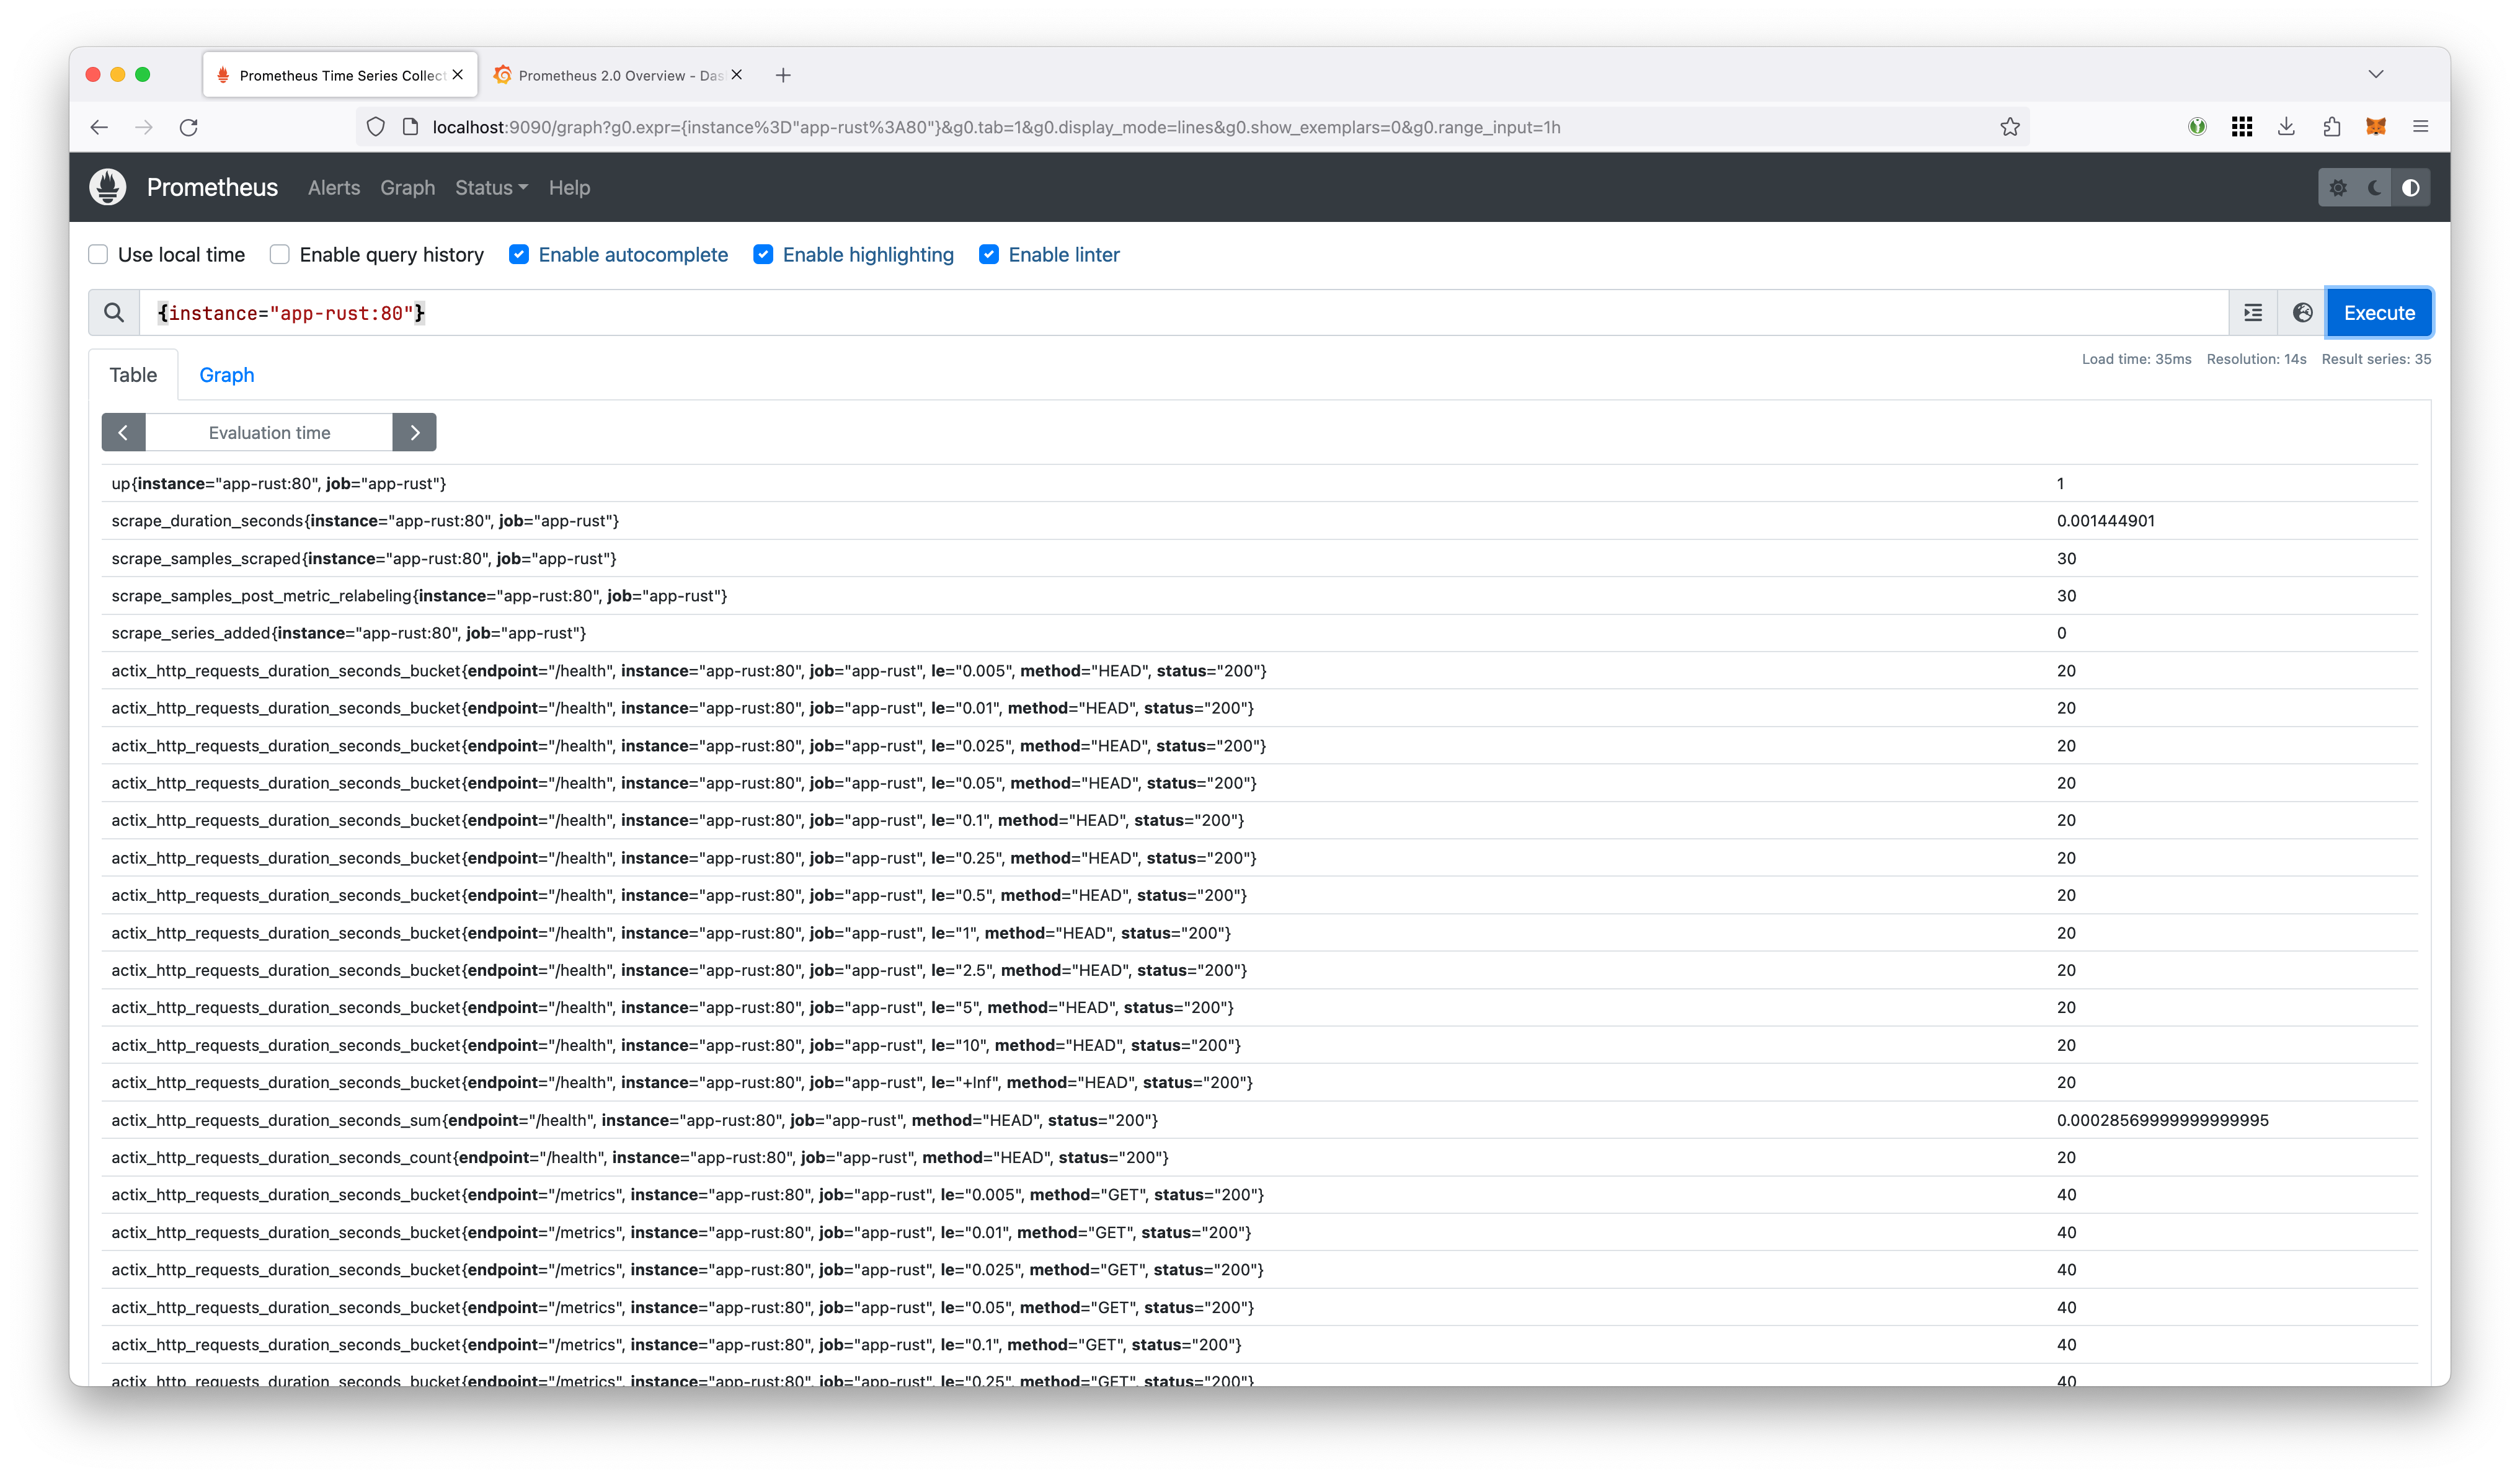 Prometheus Time Series Collect
Prometheus 2.0 Overview - Das
localhost:9090/graph?g0.expr={instance%3D"app-rust%3A80"}&g0.tab=1&g0.display_mode=lines&g0.show_exemplars=0&g0.range_input=1h
Prometheus Alerts Graph Status Help
Use local time Enable query history Enable autocomplete Enable highlighting Enable linter
{instance="app-rust:80"} Execute
Load time: 35ms Resolution: 14s Result series: 35
Table Graph
Evaluation time
up{instance="app-rust:80", job="app-rust"} 1
scrape_duration_seconds{instance="app-rust:80", job="app-rust"} 0.001444901
scrape_samples_scraped{instance="app-rust:80", job="app-rust"} 30
scrape_samples_post_metric_relabeling{instance="app-rust:80", job="app-rust"} 30
scrape_series_added{instance="app-rust:80", job="app-rust"} 0
actix_http_requests_duration_seconds_bucket{endpoint="/health", instance="app-rust:80", job="app-rust", le="0.005", method="HEAD", status="200"} 20
actix_http_requests_duration_seconds_bucket{endpoint="/health", instance="app-rust:80", job="app-rust", le="0.01", method="HEAD", status="200"} 20
actix_http_requests_duration_seconds_bucket{endpoint="/health", instance="app-rust:80", job="app-rust", le="0.025", method="HEAD", status="200"} 20
actix_http_requests_duration_seconds_bucket{endpoint="/health", instance="app-rust:80", job="app-rust", le="0.05", method="HEAD", status="200"} 20
actix_http_requests_duration_seconds_bucket{endpoint="/health", instance="app-rust:80", job="app-rust", le="0.1", method="HEAD", status="200"} 20
actix_http_requests_duration_seconds_bucket{endpoint="/health", instance="app-rust:80", job="app-rust", le="0.25", method="HEAD", status="200"} 20
actix_http_requests_duration_seconds_bucket{endpoint="/health", instance="app-rust:80", job="app-rust", le="0.5", method="HEAD", status="200"} 20
actix_http_requests_duration_seconds_bucket{endpoint="/health", instance="app-rust:80", job="app-rust", le="1", method="HEAD", status="200"} 20
actix_http_requests_duration_seconds_bucket{endpoint="/health", instance="app-rust:80", job="app-rust", le="2.5", method="HEAD", status="200"} 20
actix_http_requests_duration_seconds_bucket{endpoint="/health", instance="app-rust:80", job="app-rust", le="5", method="HEAD", status="200"} 20
actix_http_requests_duration_seconds_bucket{endpoint="/health", instance="app-rust:80", job="app-rust", le="10", method="HEAD", status="200"} 20
actix_http_requests_duration_seconds_bucket{endpoint="/health", instance="app-rust:80", job="app-rust", le="+Inf", method="HEAD", status="200"} 20
actix_http_requests_duration_seconds_sum{endpoint="/health", instance="app-rust:80", job="app-rust", method="HEAD", status="200"} 0.00028569999999999995
actix_http_requests_duration_seconds_count{endpoint="/health", instance="app-rust:80", job="app-rust", method="HEAD", status="200"} 20
actix_http_requests_duration_seconds_bucket{endpoint="/metrics", instance="app-rust:80", job="app-rust", le="0.005", method="GET", status="200"} 40
actix_http_requests_duration_seconds_bucket{endpoint="/metrics", instance="app-rust:80", job="app-rust", le="0.01", method="GET", status="200"} 40
actix_http_requests_duration_seconds_bucket{endpoint="/metrics", instance="app-rust:80", job="app-rust", le="0.025", method="GET", status="200"} 40
actix_http_requests_duration_seconds_bucket{endpoint="/metrics", instance="app-rust:80", job="app-rust", le="0.05", method="GET", status="200"} 40
actix_http_requests_duration_seconds_bucket{endpoint="/metrics", instance="app-rust:80", job="app-rust", le="0.1", method="GET", status="200"} 40
actix_http_requests_duration_seconds_bucket{endpoint="/metrics", instance="app-rust:80", job="app-rust", le="0.25", method="GET", status="200"} 40